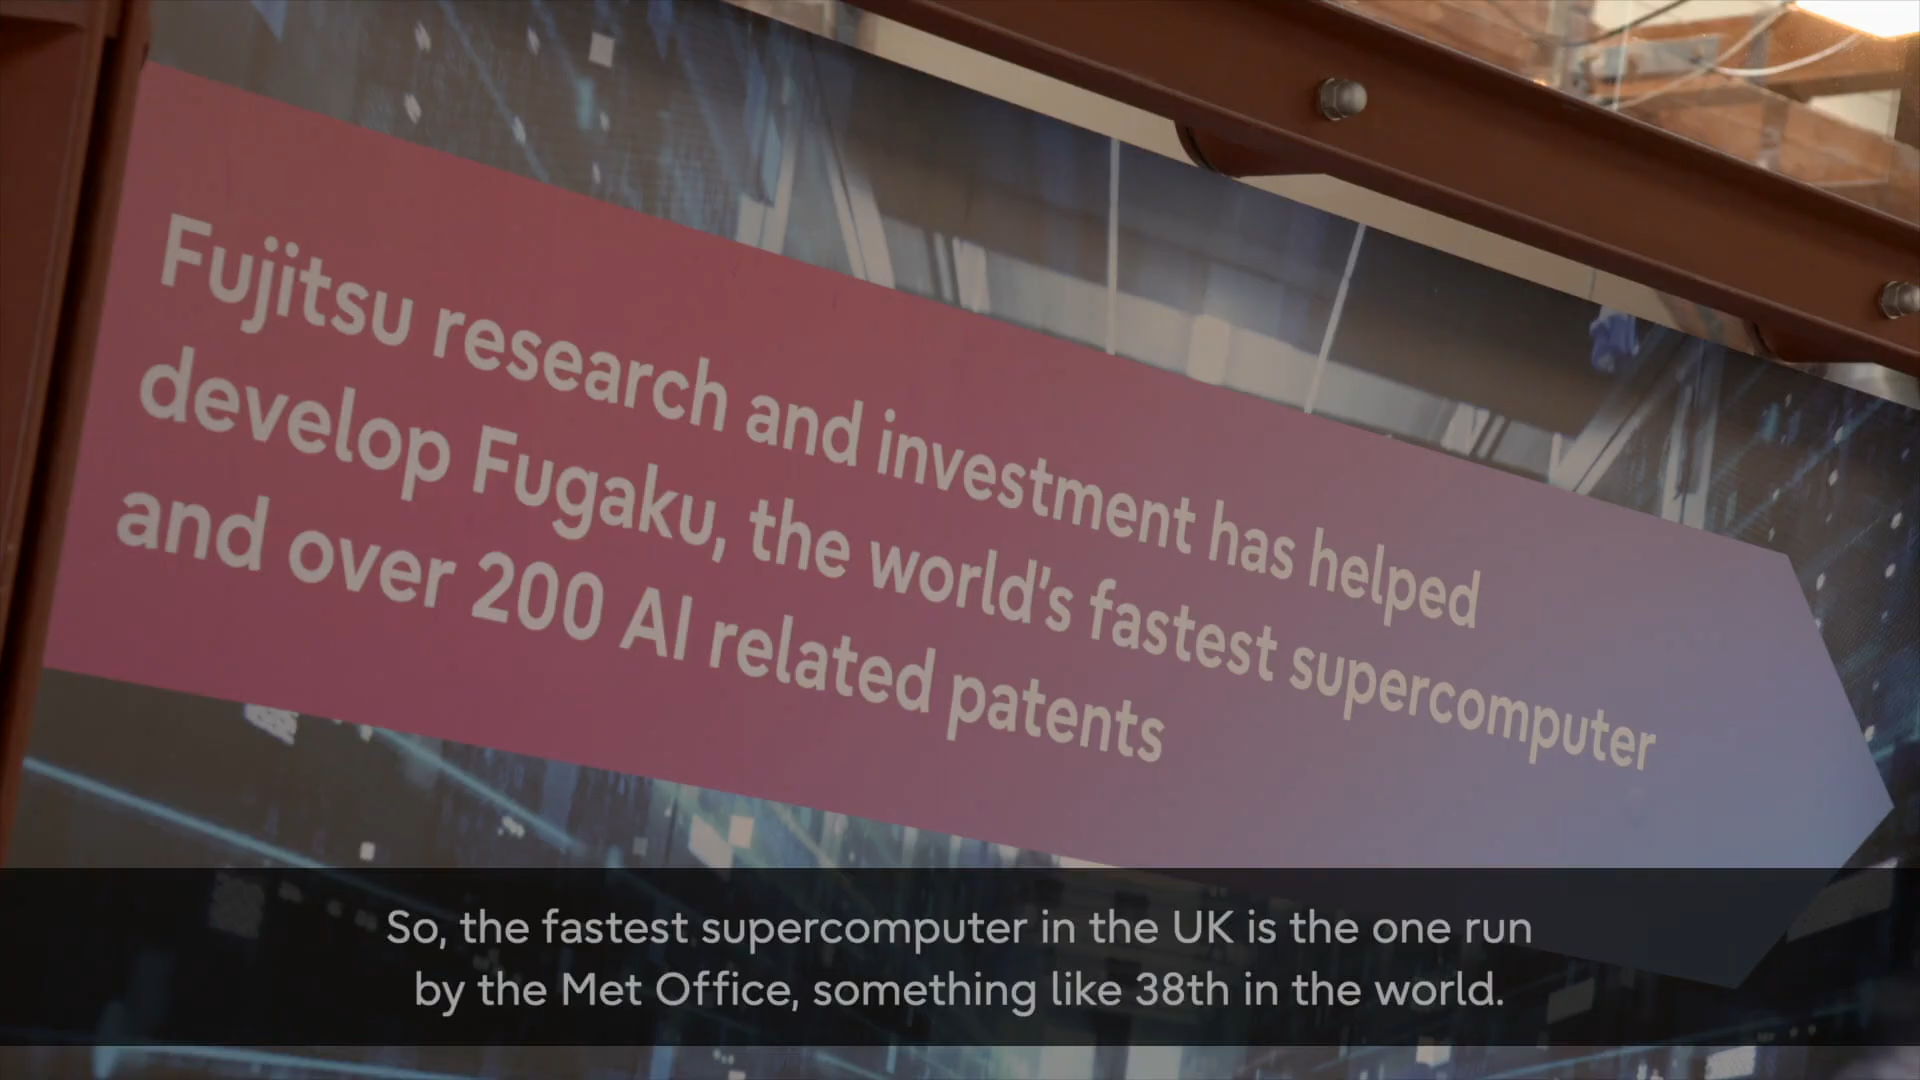 Fujitsu research and investment has helped
develop Fugaku, the world's fastest supercomputer
and over 200 AI related patents
So, the fastest supercomputer in the UK is the one run
by the Met Office, something like 38th in the world.